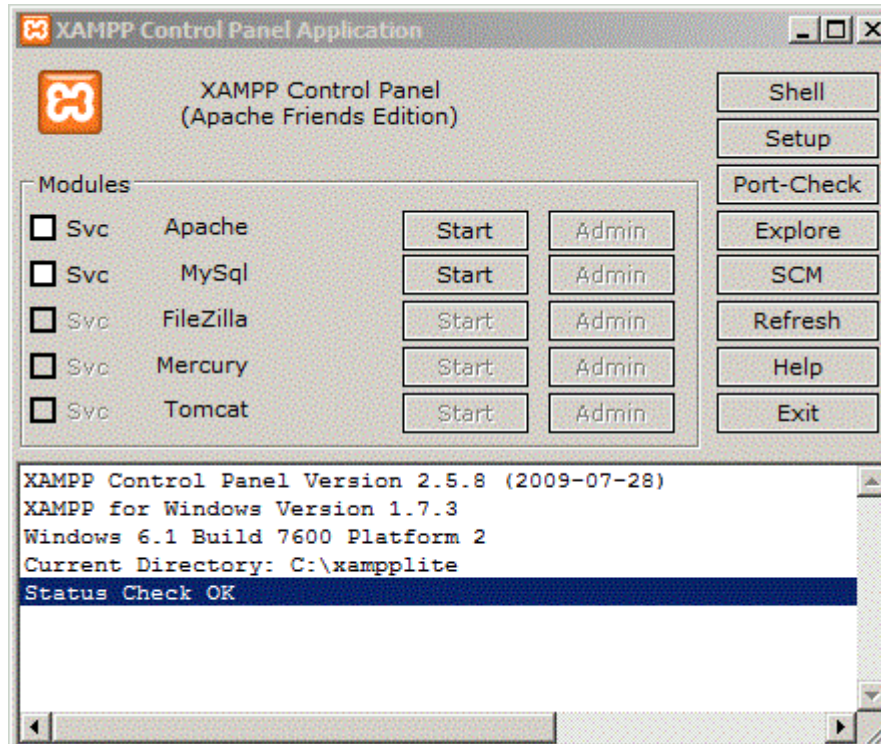 XAMPP Control Panel Application
XAMPP Control Panel
(Apache Friends Edition)
Shell
Setup
Port-Check
Explore
SCM
Refresh
Help
Exit
Modules
Svc Apache Start Admin
Svc MySql Start Admin
Svc FileZilla Start Admin
Svc Mercury Start Admin
Svc Tomcat Start Admin
XAMPP Control Panel Version 2.5.8 (2009-07-28)
XAMPP for Windows Version 1.7.3
Windows 6.1 Build 7600 Platform 2
Current Directory: C:\xampplite
Status Check OK